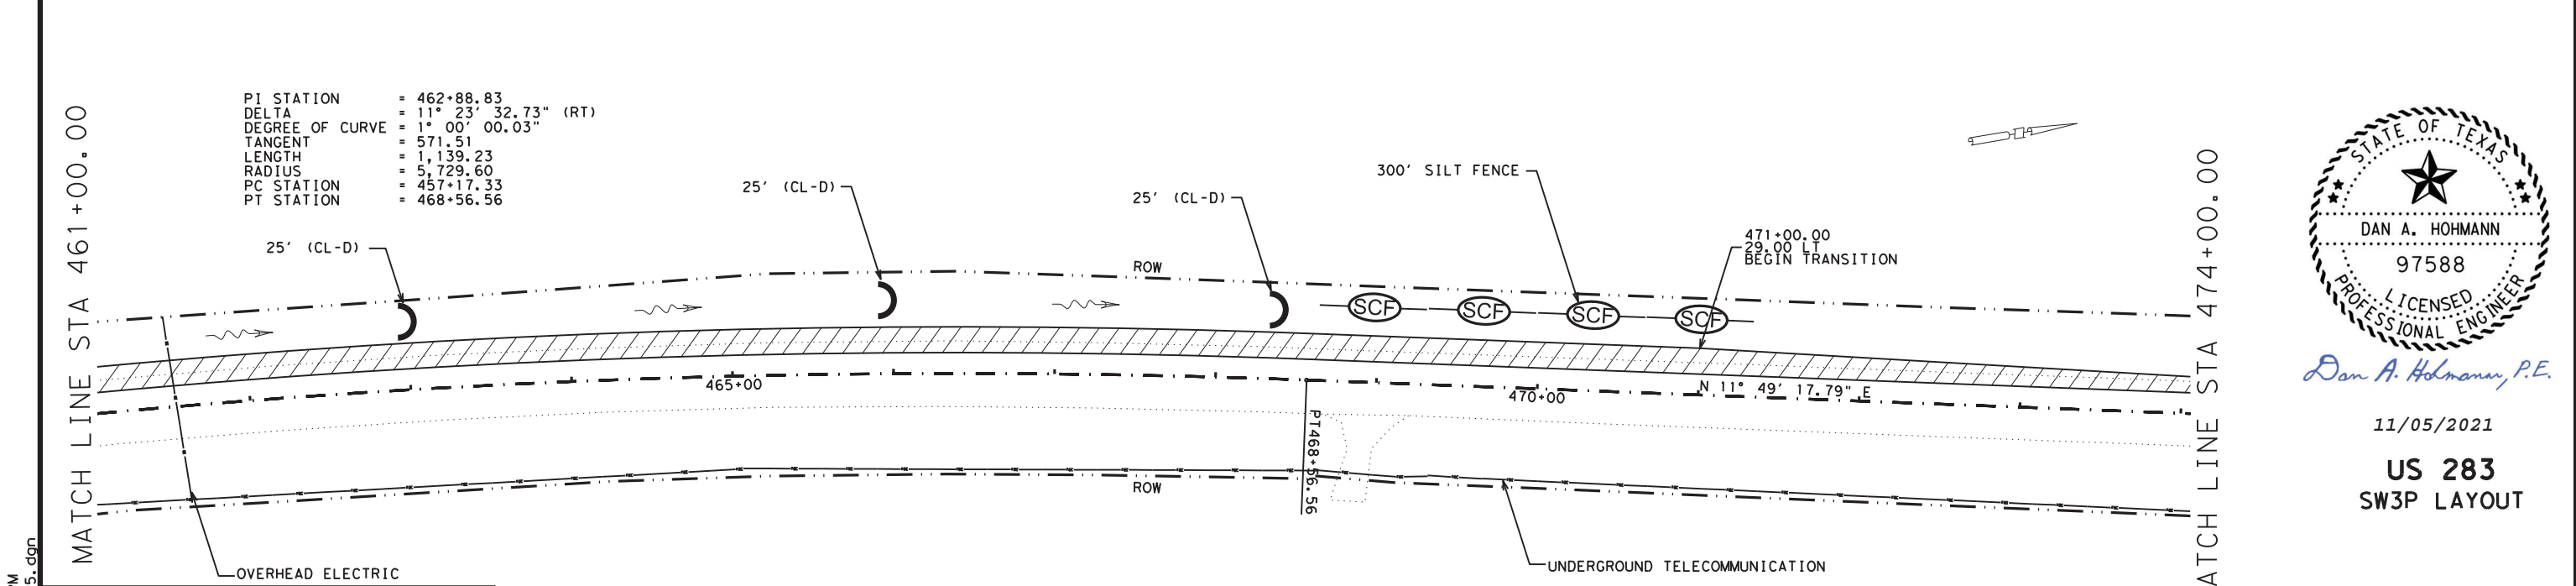 PI STATION = 462+88.83
DELTA = 11° 23' 32.73" (RT)
DEGREE OF CURVE = 1° 00' 00.03"
TANGENT = 571.51
LENGTH = 1,139.23
RADIUS = 5,729.60
PC STATION = 457+17.33
PT STATION = 468+56.56
MATCH LINE STA 461+00.00
25' (CL-D)
25' (CL-D)
25' (CL-D)
300' SILT FENCE
471+00.00
29.00 LT
BEGIN TRANSITION
ROW
SCF
SCF
SCF
SCF
465+00
470+00
N 11° 49' 17.79" E
PT468+56.56
ROW
OVERHEAD ELECTRIC
UNDERGROUND TELECOMMUNICATION
ATCH LINE STA 474+00.00
STATE OF TEXAS
DAN A. HOHMANN
97588
LICENSED
PROFESSIONAL ENGINEER
Dan A. Hohmann, P.E.
11/05/2021
US 283
SW3P LAYOUT
PM
5.dgn